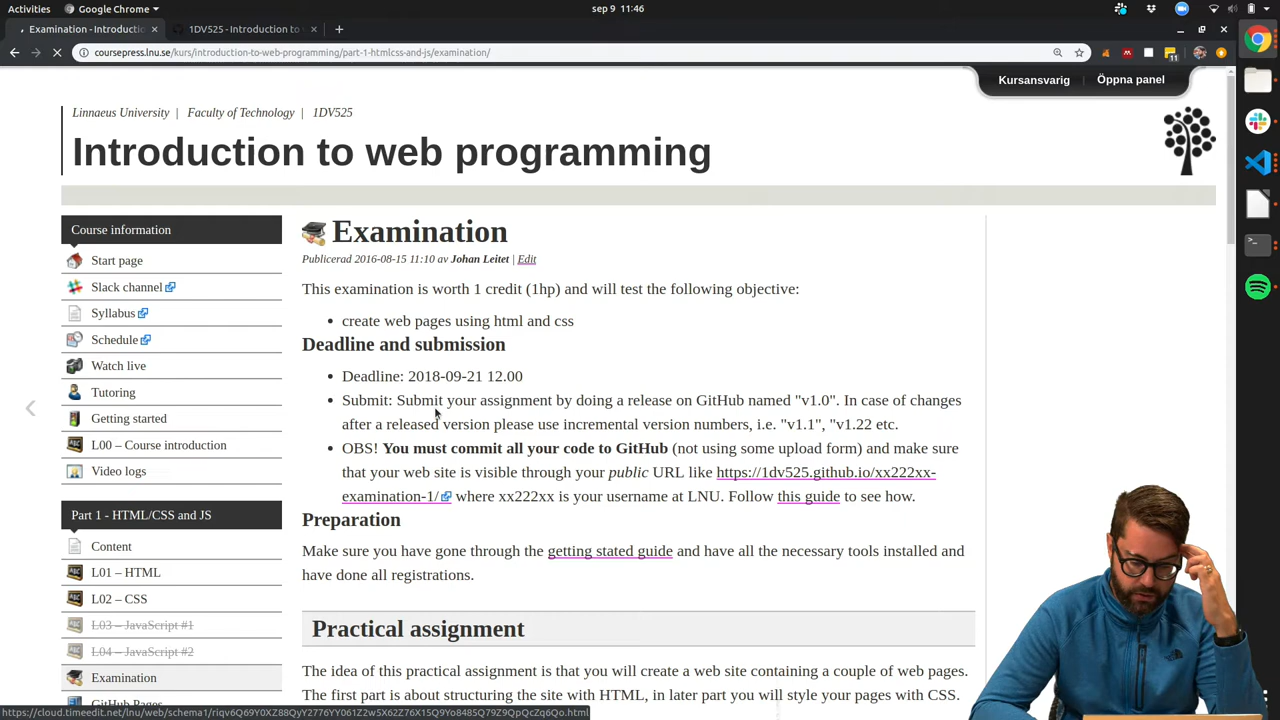 Activities
Google Chrome
sep 9 11:46
Examination - Introductio
1DV525 - Introduction to
coursepress.lnu.se/kurs/introduction-to-web-programming/part-1-htmlcss-and-js/examination/
11
Kursansvarig
Öppna panel
Linnaeus University | Faculty of Technology | 1DV525
Introduction to web programming
Course information
Start page
Slack channel
Syllabus
Schedule
Watch live
Tutoring
Getting started
L00 – Course introduction
Video logs
Part 1 - HTML/CSS and JS
Content
L01 – HTML
L02 – CSS
L03 – JavaScript #1
L04 – JavaScript #2
Examination
GitHub Pages
Examination
Publicerad 2016-08-15 11:10 av Johan Leitet | Edit
This examination is worth 1 credit (1hp) and will test the following objective:
• create web pages using html and css
Deadline and submission
• Deadline: 2018-09-21 12.00
• Submit: Submit your assignment by doing a release on GitHub named "v1.0". In case of changes
after a released version please use incremental version numbers, i.e. "v1.1", "v1.22 etc.
• OBS! You must commit all your code to GitHub (not using some upload form) and make sure
that your web site is visible through your public URL like https://1dv525.github.io/xx222xx-
examination-1/ where xx222xx is your username at LNU. Follow this guide to see how.
Preparation
Make sure you have gone through the getting stated guide and have all the necessary tools installed and
have done all registrations.
Practical assignment
The idea of this practical assignment is that you will create a web site containing a couple of web pages.
The first part is about structuring the site with HTML, in later part you will style your pages with CSS.